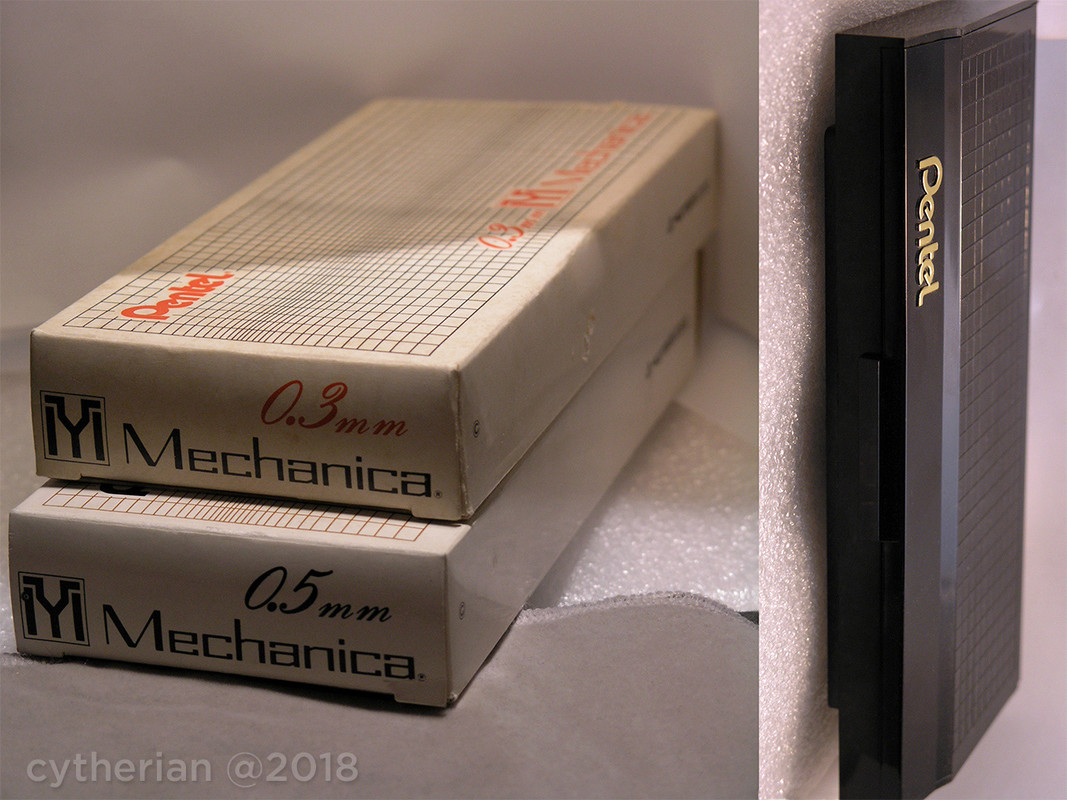 Pentel
0.3mm M Mechanica
0.3mm
M Mechanica®
©
0.5mm
M Mechanica®
©
Pentel
cytherian @2018